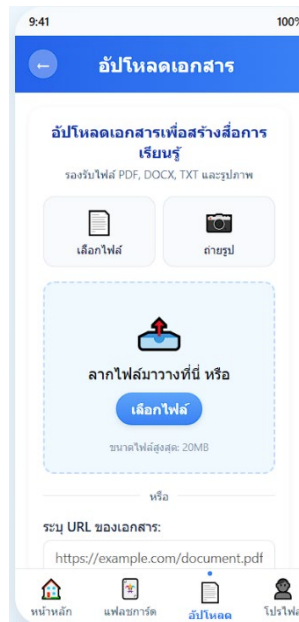 9:41 100%
อัปโหลดเอกสาร
อัปโหลดเอกสารเพื่อสร้างสื่อการ
เรียนรู้
รองรับไฟล์ PDF, DOCX, TXT และรูปภาพ
เลือกไฟล์ ถ่ายรูป
ลากไฟล์มาวางที่นี่ หรือ
เลือกไฟล์
ขนาดไฟล์สูงสุด: 20MB
หรือ
ระบุ URL ของเอกสาร:
https://example.com/document.pdf
หน้าหลัก แฟลชการ์ด อัปโหลด โปรไฟล์